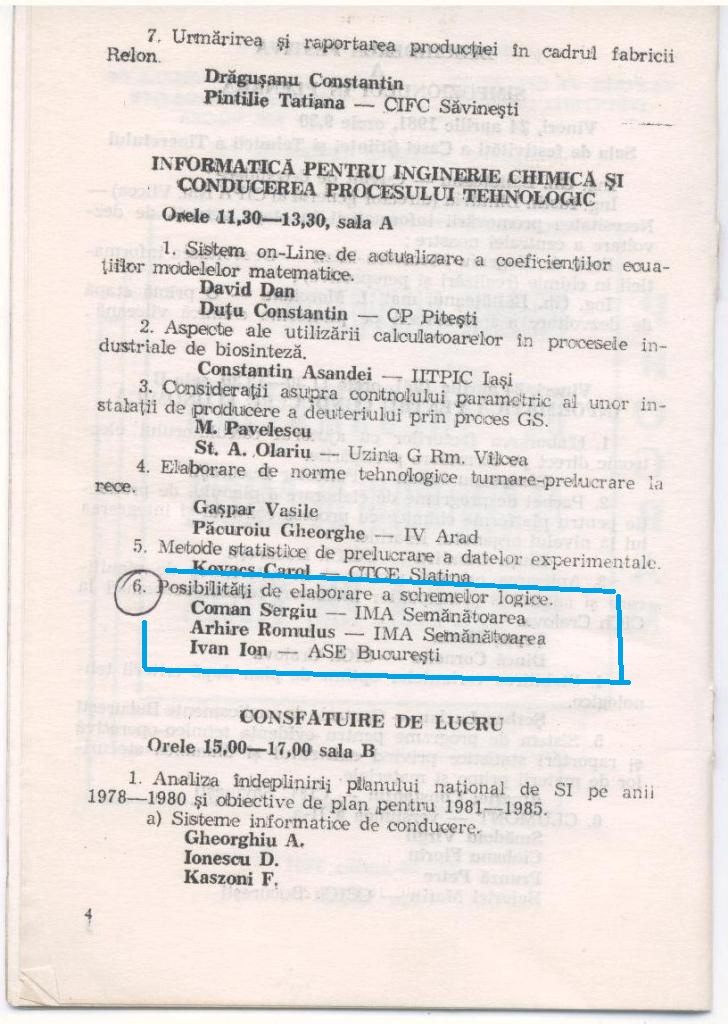 7. Urmărirea şi raportarea producţiei în cadrul fabricii
Relon.
Drăguşanu Constantin
Pintilie Tatiana — CIFC Săvineşti
INFORMATICĂ PENTRU INGINERIE CHIMICĂ ŞI
CONDUCEREA PROCESULUI TEHNOLOGIC
Orele 11,30—13,30, sala A
1. Sistem on-Line de actualizare a coeficienţilor ecua-
ţiilor modelelor matematice.
David Dan
Duţu Constantin — CP Piteşti
2. Aspecte ale utilizării calculatoarelor în procesele in-
dustriale de biosinteză.
Constantin Asandei — IITPIC Iaşi
3. Consideraţii asupra controlului parametric al unor in-
stalaţii de producere a deuteriului prin proces GS.
M. Pavelescu
St. A. Olariu — Uzina G Rm. Vîlcea
4. Elaborare de norme tehnologice turnare-prelucrare la
rece.
Gaşpar Vasile
Păcuroiu Gheorghe — IV Arad
5. Metode statistice de prelucrare a datelor experimentale.
Kovacs Carol — CTCE Slatina
6. Posibilităţi de elaborare a schemelor logice.
Coman Sergiu — IMA Semănătoarea
Arhire Romulus — IMA Semănătoarea
Ivan Ion — ASE Bucureşti
CONSFATUIRE DE LUCRU
Orele 15,00—17,00 sala B
1. Analiza îndeplinirii planului naţional de SI pe anii
1978—1980 şi obiective de plan pentru 1981—1985.
a) Sisteme informatice de conducere.
Gheorghiu A.
Ionescu D.
Kaszoni F.
4